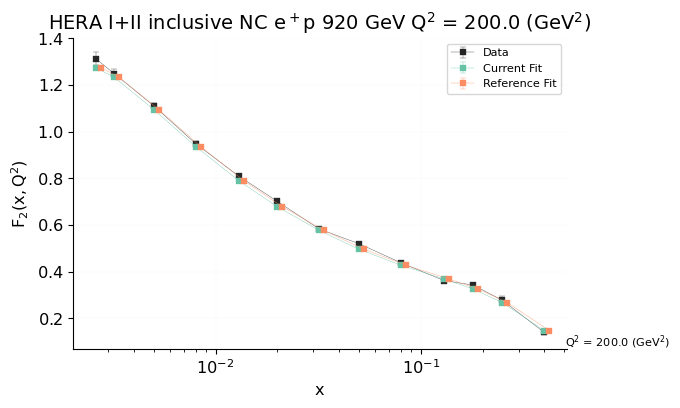 HERA I+II inclusive NC e⁺p 920 GeV Q² = 200.0 (GeV²)
1.4
1.2
1.0
0.8
0.6
0.4
0.2
F₂(x, Q²)
Data
Current Fit
Reference Fit
Q² = 200.0 (GeV²)
10⁻²
10⁻¹
x